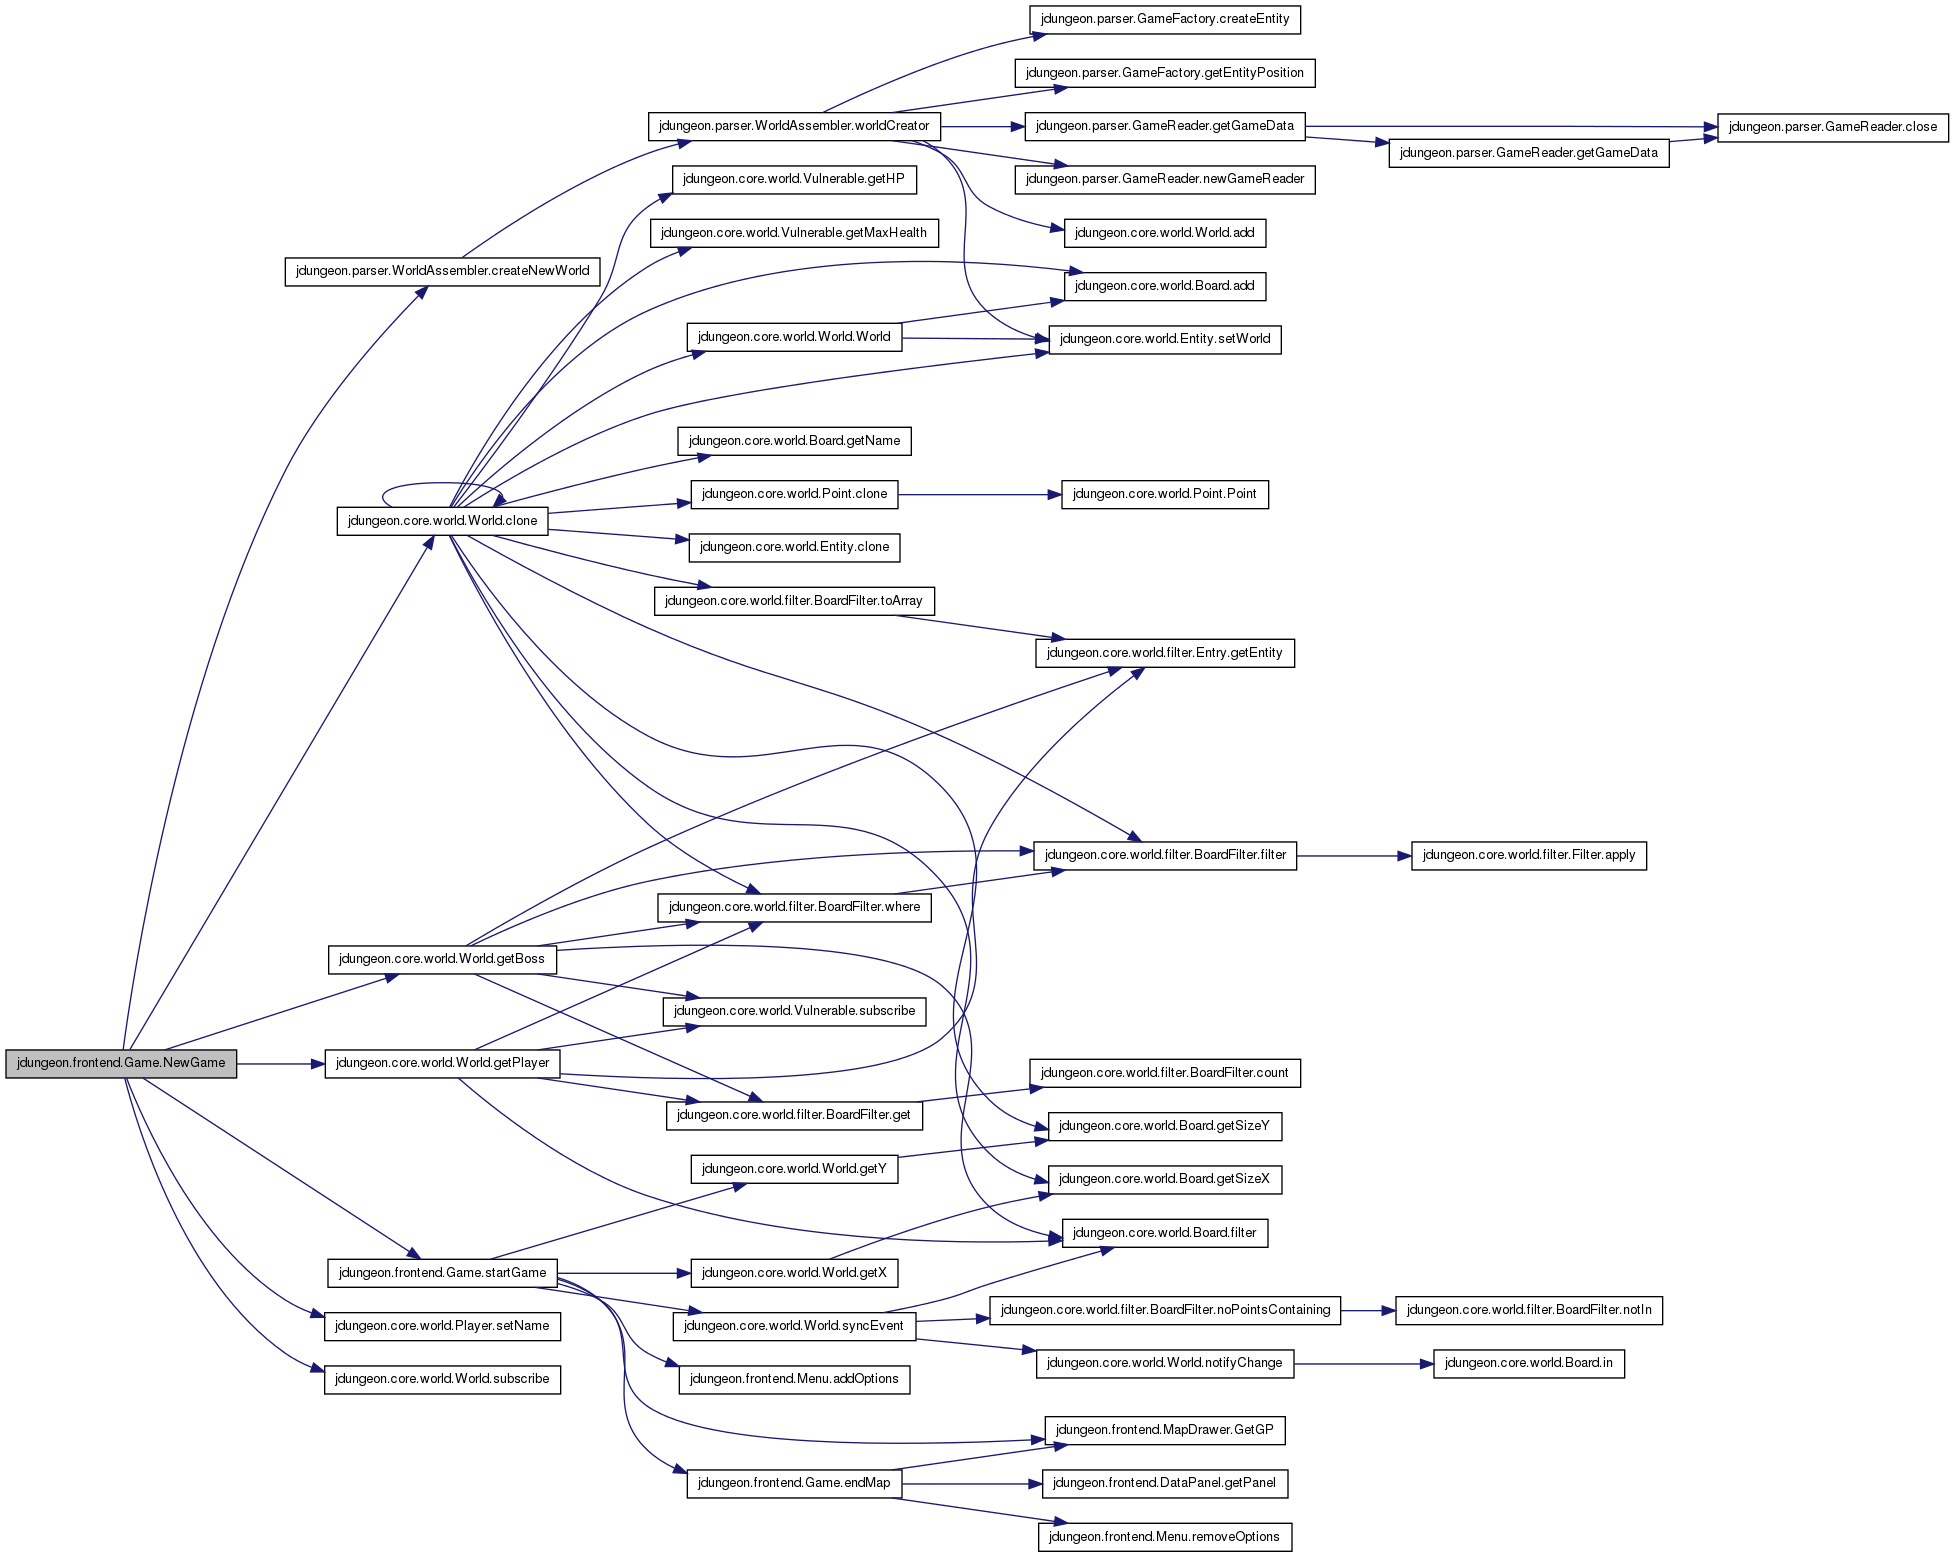 jdungeon.parser.GameFactory.createEntity
jdungeon.parser.GameFactory.getEntityPosition
jdungeon.parser.WorldAssembler.worldCreator
jdungeon.parser.GameReader.getGameData
jdungeon.parser.GameReader.close
jdungeon.parser.GameReader.getGameData
jdungeon.core.world.Vulnerable.getHP
jdungeon.parser.GameReader.newGameReader
jdungeon.core.world.Vulnerable.getMaxHealth
jdungeon.core.world.World.add
jdungeon.parser.WorldAssembler.createNewWorld
jdungeon.core.world.Board.add
jdungeon.core.world.World.World
jdungeon.core.world.Entity.setWorld
jdungeon.core.world.Board.getName
jdungeon.core.world.Point.clone
jdungeon.core.world.Point.Point
jdungeon.core.world.World.clone
jdungeon.core.world.Entity.clone
jdungeon.core.world.filter.BoardFilter.toArray
jdungeon.core.world.filter.Entry.getEntity
jdungeon.core.world.filter.BoardFilter.filter
jdungeon.core.world.filter.Filter.apply
jdungeon.core.world.filter.BoardFilter.where
jdungeon.core.world.World.getBoss
jdungeon.core.world.Vulnerable.subscribe
jdungeon.frontend.Game.NewGame
jdungeon.core.world.World.getPlayer
jdungeon.core.world.filter.BoardFilter.count
jdungeon.core.world.filter.BoardFilter.get
jdungeon.core.world.Board.getSizeY
jdungeon.core.world.World.getY
jdungeon.core.world.Board.getSizeX
jdungeon.core.world.Board.filter
jdungeon.frontend.Game.startGame
jdungeon.core.world.World.getX
jdungeon.core.world.filter.BoardFilter.noPointsContaining
jdungeon.core.world.filter.BoardFilter.notIn
jdungeon.core.world.Player.setName
jdungeon.core.world.World.syncEvent
jdungeon.core.world.World.notifyChange
jdungeon.core.world.Board.in
jdungeon.core.world.World.subscribe
jdungeon.frontend.Menu.addOptions
jdungeon.frontend.MapDrawer.GetGP
jdungeon.frontend.Game.endMap
jdungeon.frontend.DataPanel.getPanel
jdungeon.frontend.Menu.removeOptions